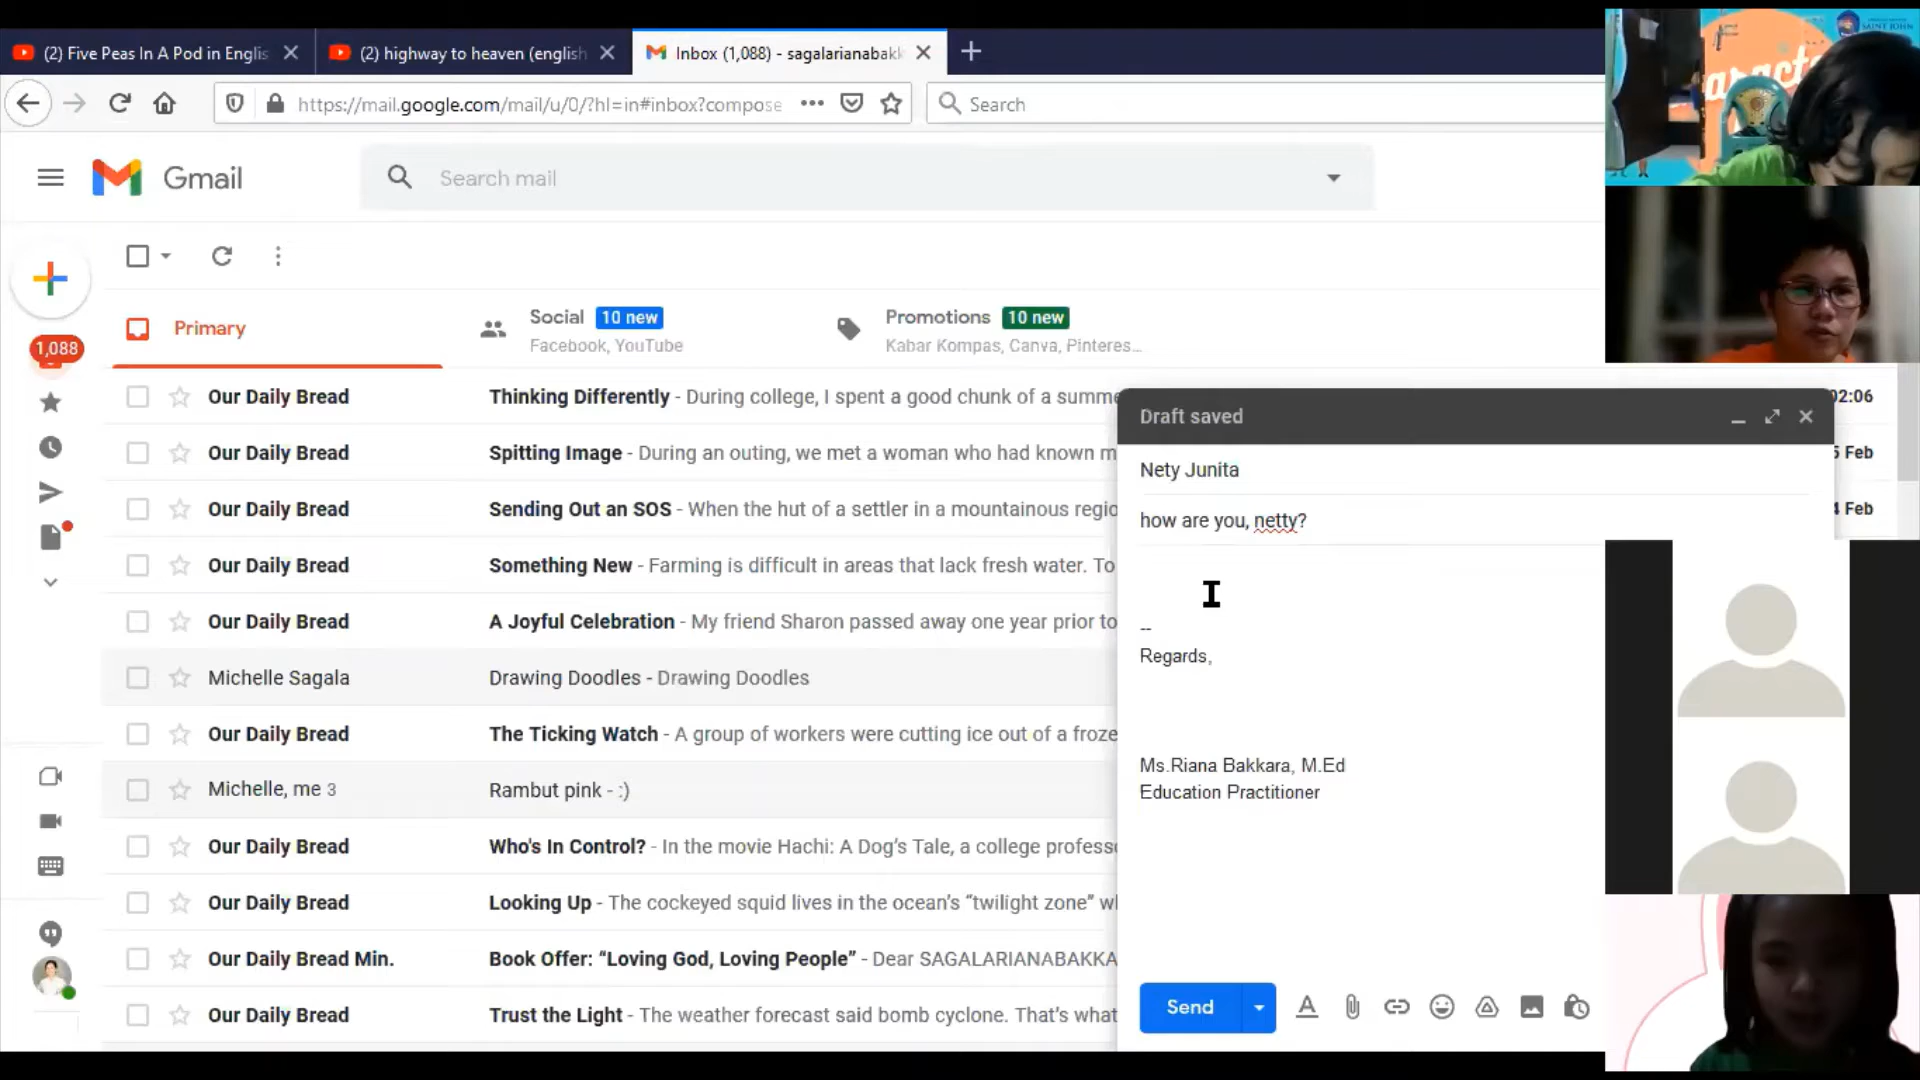 (2) Five Peas In A Pod in Englis
(2) highway to heaven (english
Inbox (1,088) - sagalarianabakk
https://mail.google.com/mail/u/0/?hl=in#inbox?compose
Search
Gmail
Search mail
Primary
Social 10 new
Facebook, YouTube
Promotions 10 new
Kabar Kompas, Canva, Pinteres...
1,088
Our Daily Bread Thinking Differently - During college, I spent a good chunk of a summe 02:06
Our Daily Bread Spitting Image - During an outing, we met a woman who had known m 5 Feb
Our Daily Bread Sending Out an SOS - When the hut of a settler in a mountainous regio 4 Feb
Our Daily Bread Something New - Farming is difficult in areas that lack fresh water. To
Our Daily Bread A Joyful Celebration - My friend Sharon passed away one year prior to
Michelle Sagala Drawing Doodles - Drawing Doodles
Our Daily Bread The Ticking Watch - A group of workers were cutting ice out of a froze
Michelle, me 3 Rambut pink - :)
Our Daily Bread Who's In Control? - In the movie Hachi: A Dog's Tale, a college profess
Our Daily Bread Looking Up - The cockeyed squid lives in the ocean's “twilight zone” wl
Our Daily Bread Min. Book Offer: “Loving God, Loving People” - Dear SAGALARIANABAKKA
Our Daily Bread Trust the Light - The weather forecast said bomb cyclone. That's what
Draft saved
Nety Junita
how are you, netty?
--
Regards,
Ms.Riana Bakkara, M.Ed
Education Practitioner
Send
aracte
SAINT JOHN